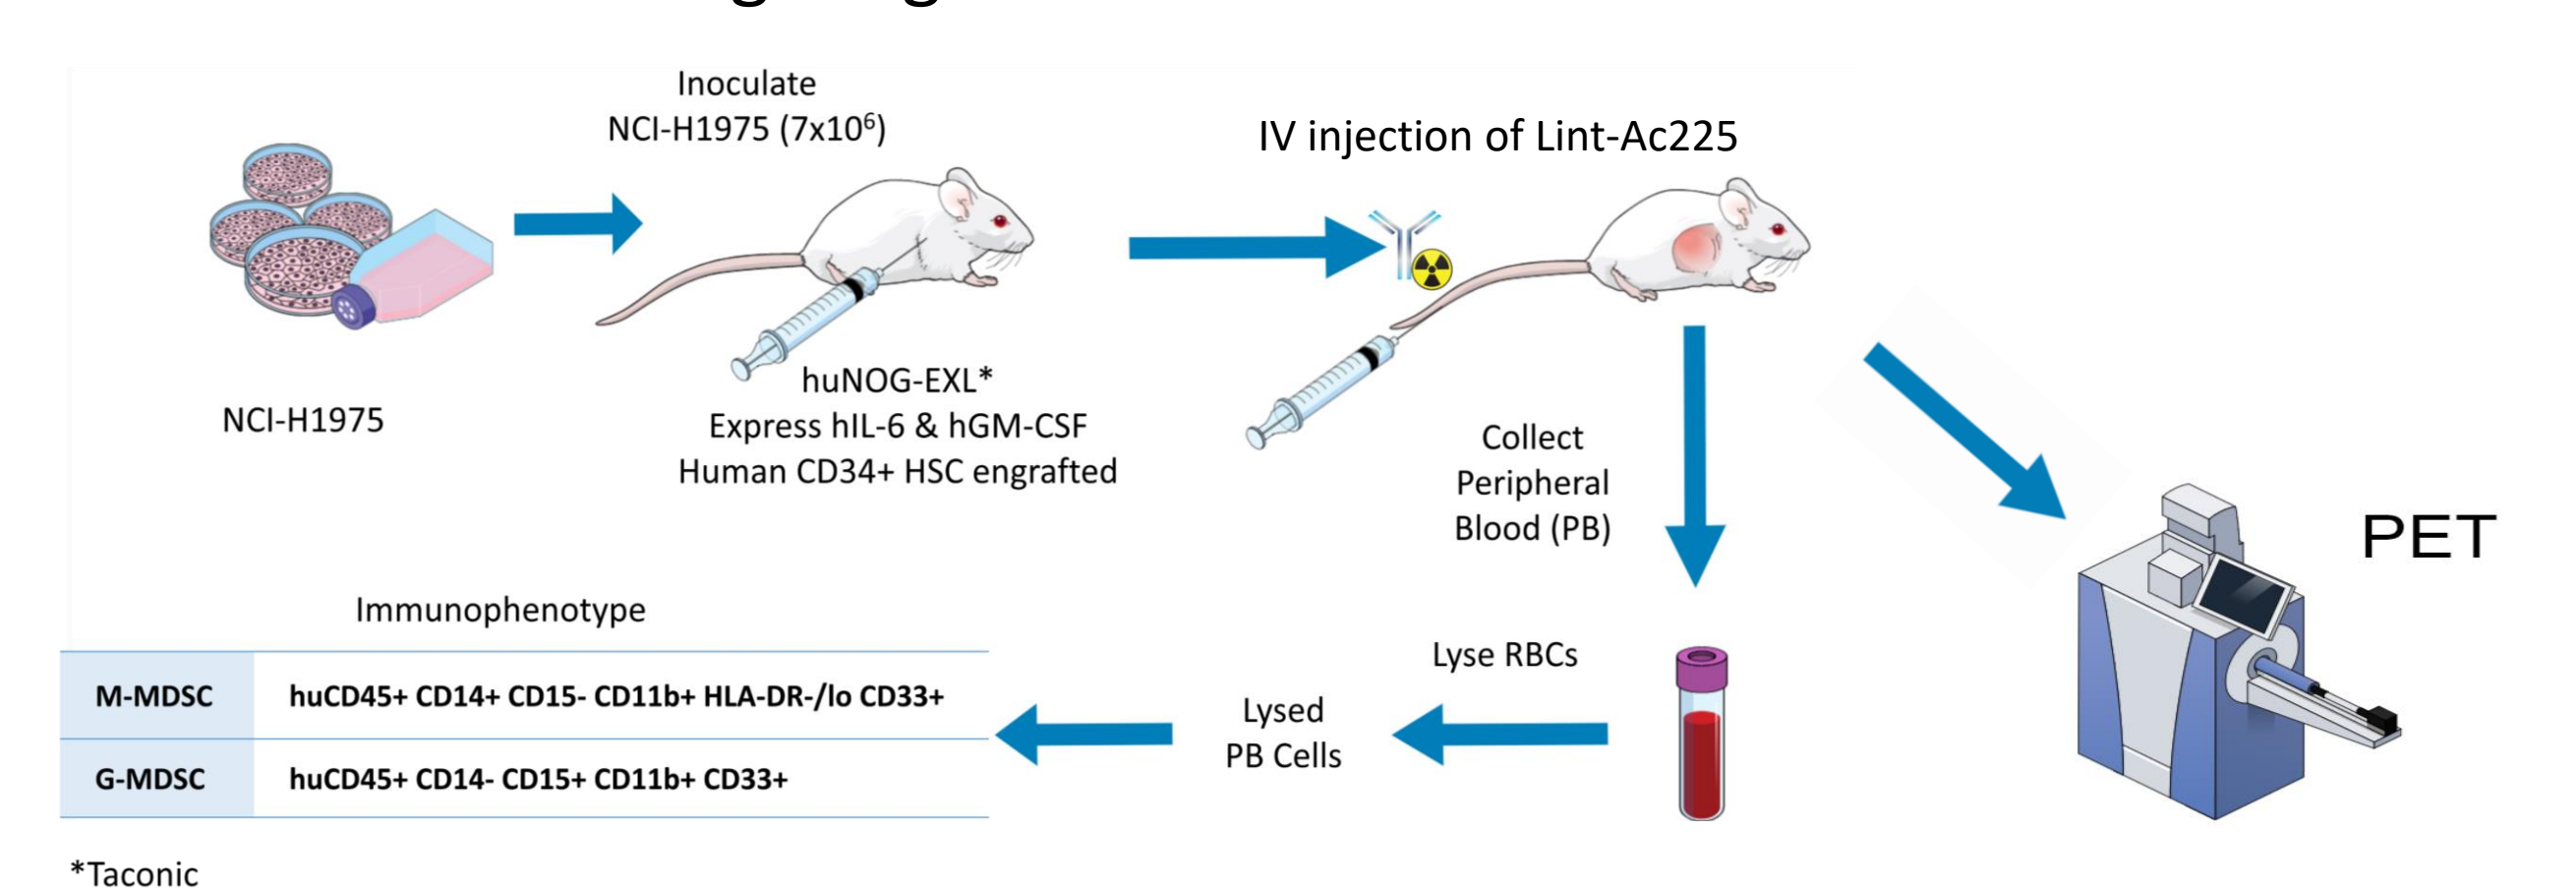 Inoculate
NCI-H1975 (7x10⁶)
IV injection of Lint-Ac225
NCI-H1975
huNOG-EXL*
Express hIL-6 & hGM-CSF
Human CD34+ HSC engrafted
Collect
Peripheral
Blood (PB)
PET
Lyse RBCs
Lysed
PB Cells
Immunophenotype
M-MDSC huCD45+ CD14+ CD15- CD11b+ HLA-DR-/lo CD33+
G-MDSC huCD45+ CD14- CD15+ CD11b+ CD33+
*Taconic